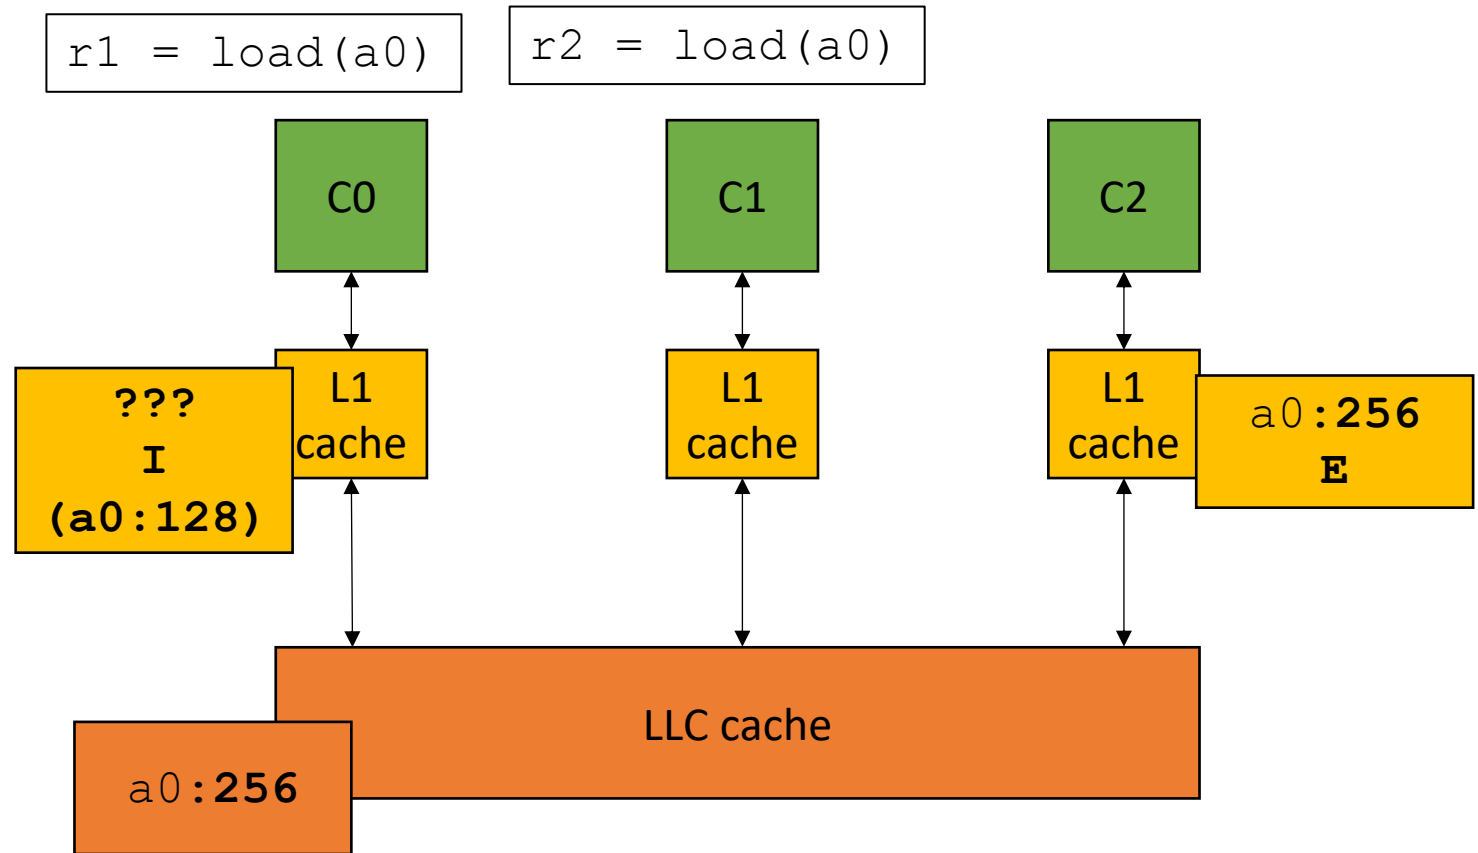 r1 = load(a0)
r2 = load(a0)
C0
C1
C2
L1
cache
L1
cache
L1
cache
???
I
(a0:128)
a0:256
E
LLC cache
a0:256